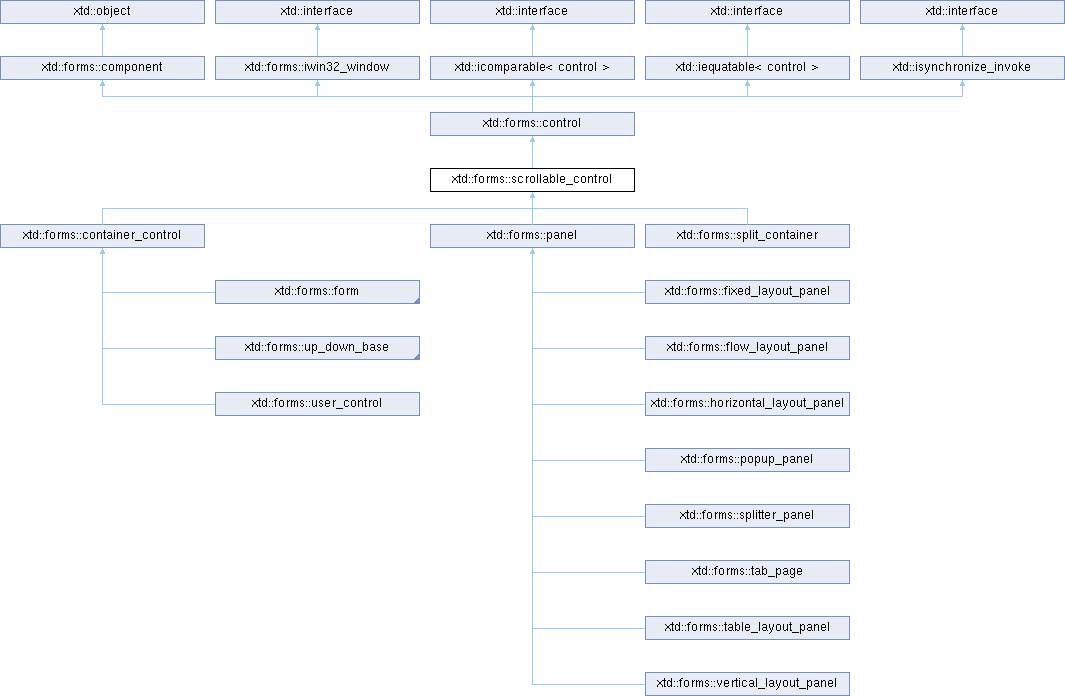 xtd::object
xtd::interface
xtd::interface
xtd::interface
xtd::interface
xtd::forms::component
xtd::forms::iwin32_window
xtd::icomparable< control >
xtd::iequatable< control >
xtd::isynchronize_invoke
xtd::forms::control
xtd::forms::scrollable_control
xtd::forms::container_control
xtd::forms::panel
xtd::forms::split_container
xtd::forms::form
xtd::forms::fixed_layout_panel
xtd::forms::up_down_base
xtd::forms::flow_layout_panel
xtd::forms::user_control
xtd::forms::horizontal_layout_panel
xtd::forms::popup_panel
xtd::forms::splitter_panel
xtd::forms::tab_page
xtd::forms::table_layout_panel
xtd::forms::vertical_layout_panel